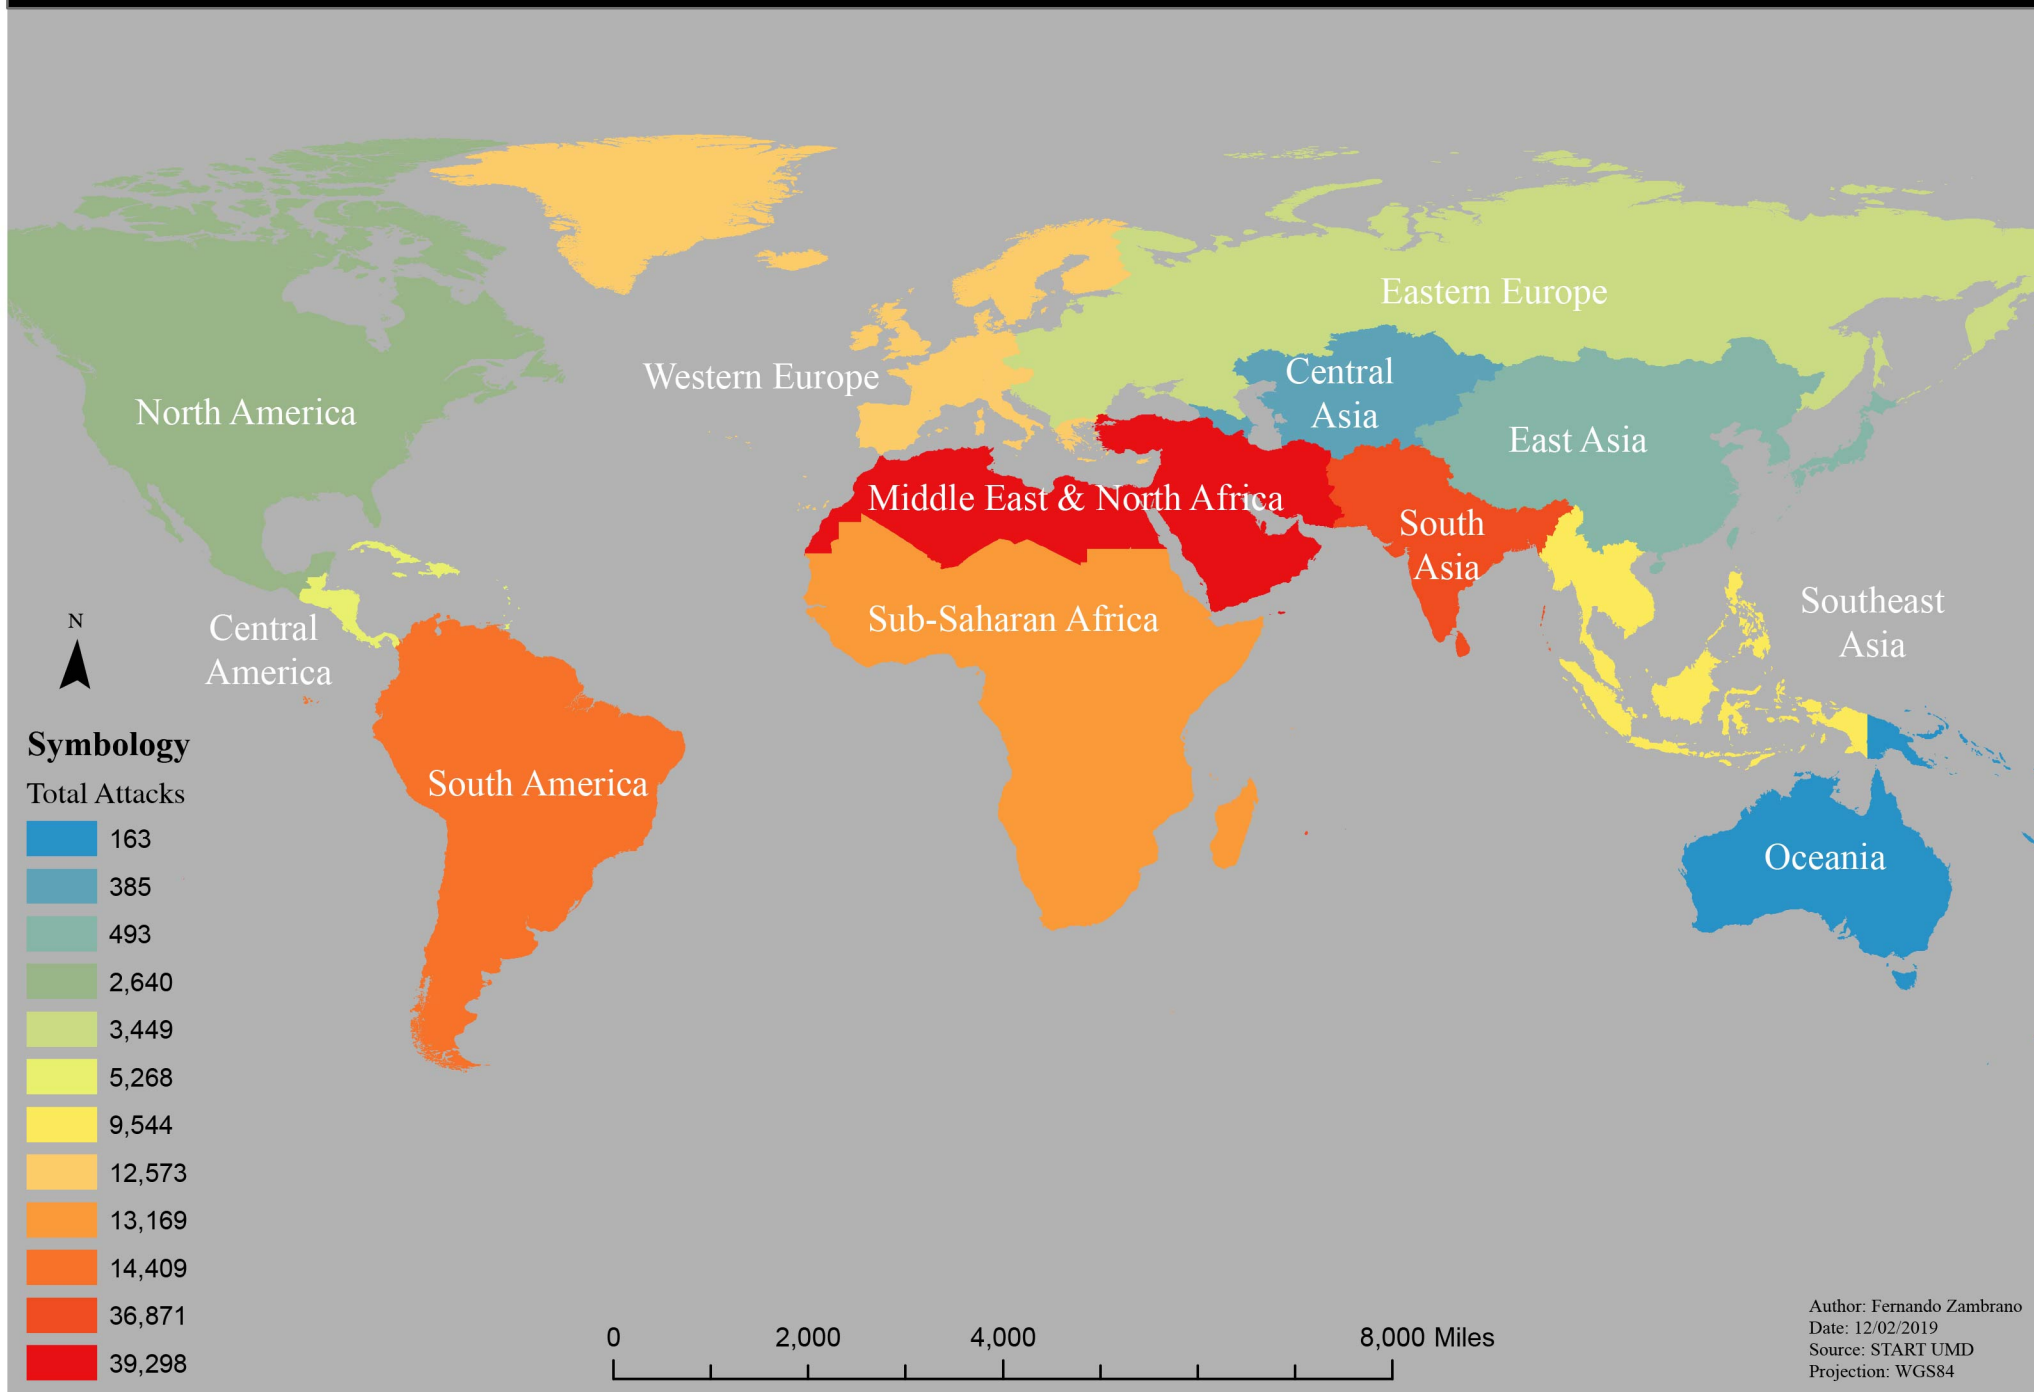 Eastern Europe
Western Europe
Central
Asia
North America
East Asia
Middle East & North Africa
South
Asia
Central
America
Sub-Saharan Africa
Southeast
Asia
South America
Oceania
N
Symbology
Total Attacks
163
385
493
2,640
3,449
5,268
9,544
12,573
13,169
14,409
36,871
39,298
0 2,000 4,000 8,000 Miles
Author: Fernando Zambrano
Date: 12/02/2019
Source: START UMD
Projection: WGS84